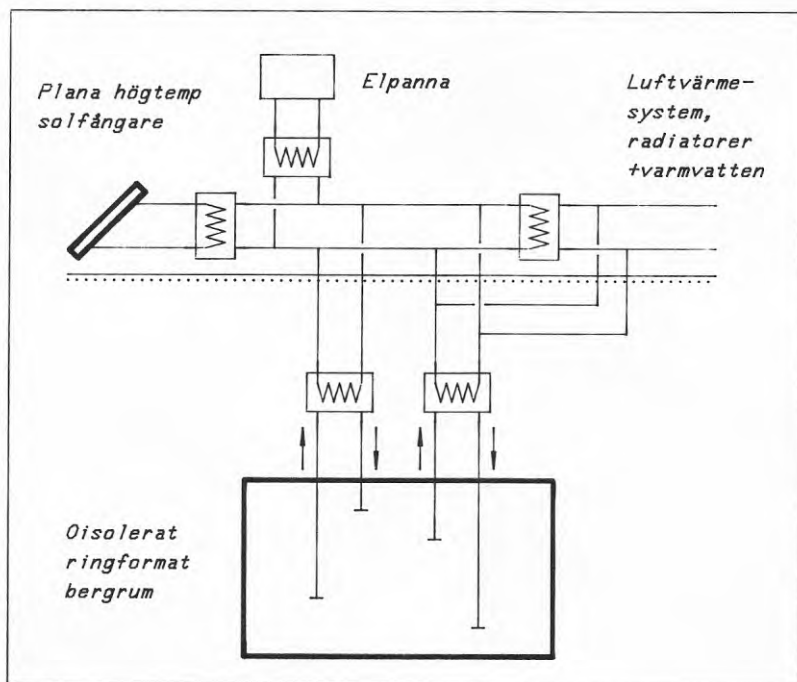 Plana högtemp
solfångare
Elpanna
Luftvärme-
system,
radiatorer
+varmvatten
Oisolerat
ringformat
bergrum